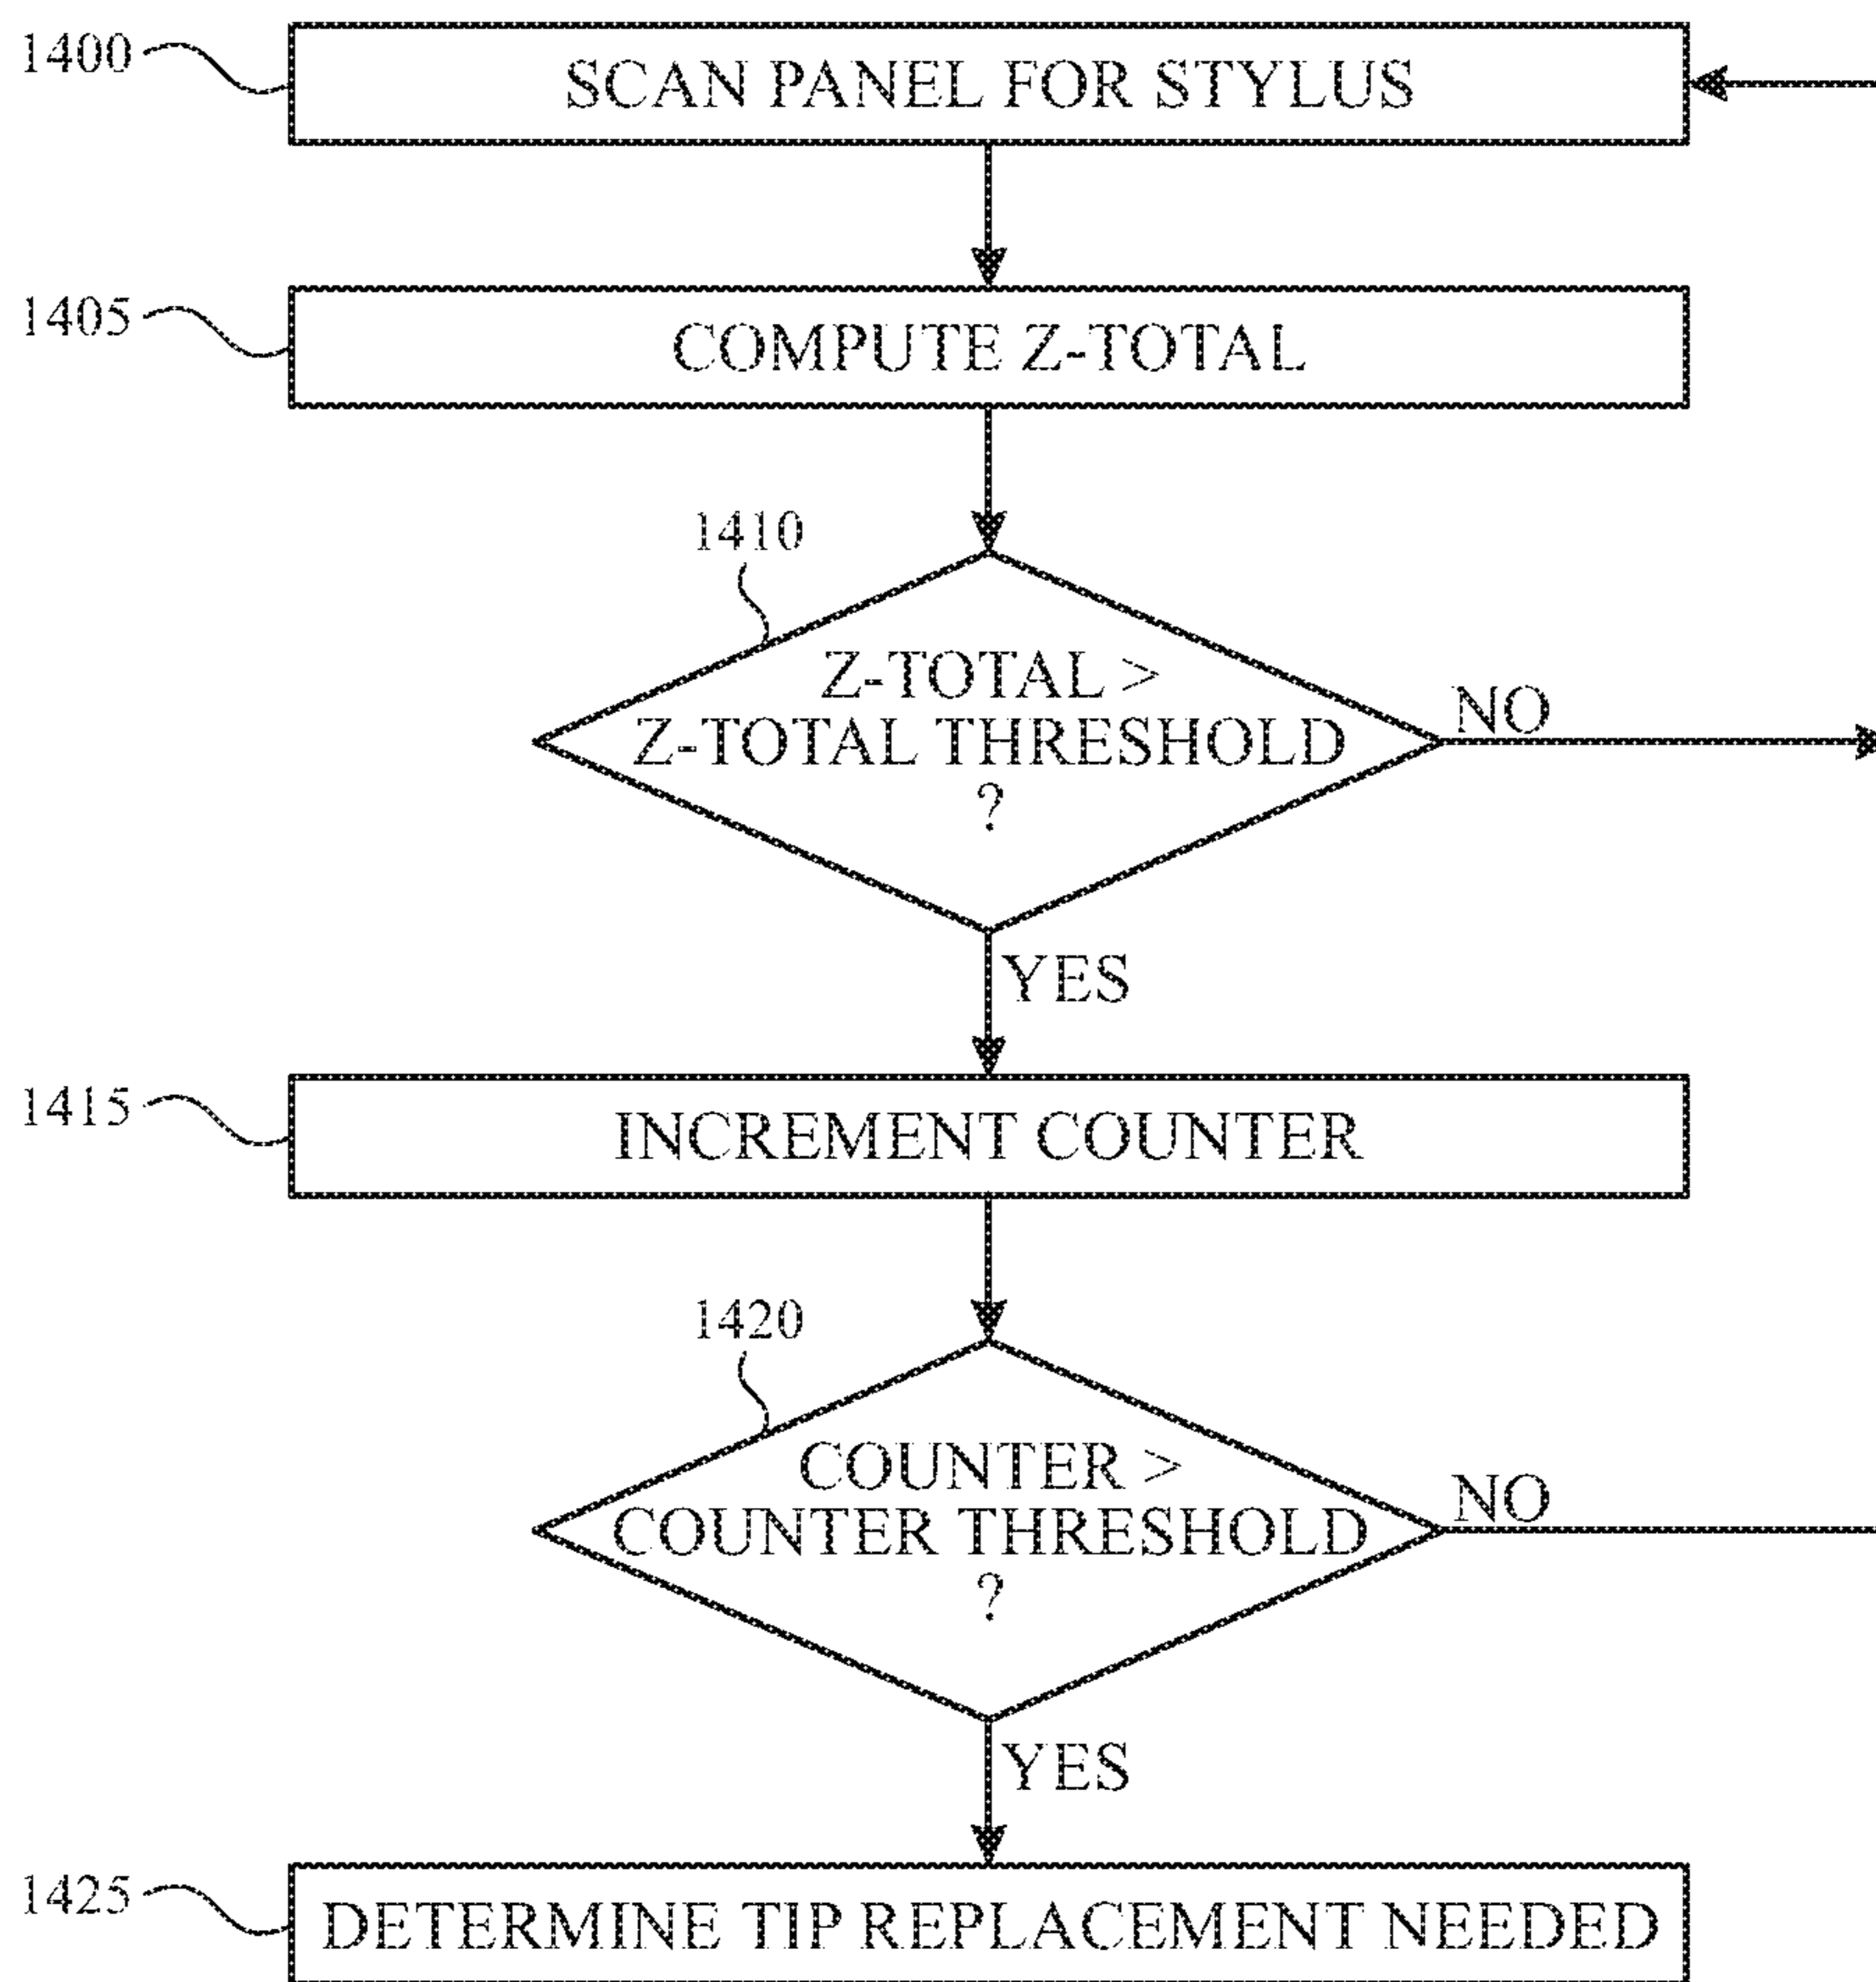 1400
SCAN PANEL FOR STYLUS
1405
COMPUTE Z-TOTAL
1410
Z-TOTAL >
Z-TOTAL THRESHOLD
?
NO
YES
1415
INCREMENT COUNTER
1420
COUNTER >
COUNTER THRESHOLD
?
NO
YES
1425
DETERMINE TIP REPLACEMENT NEEDED